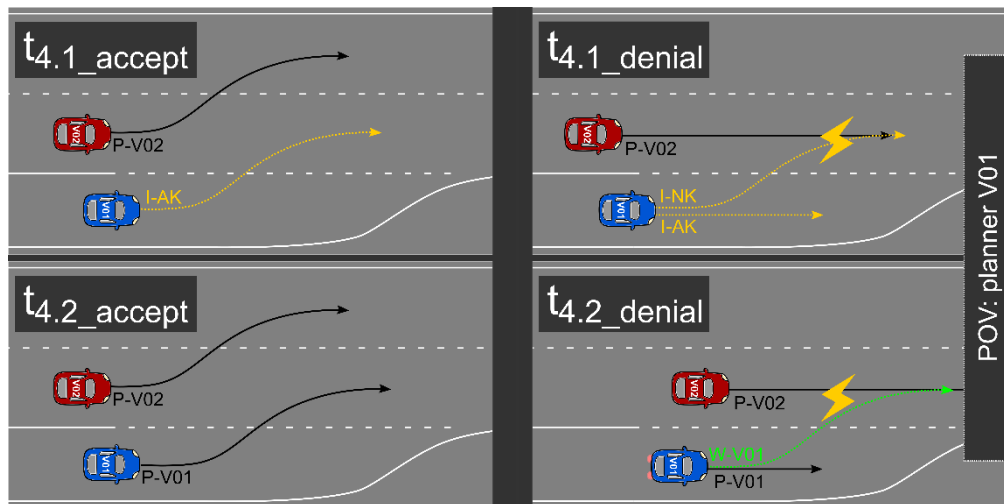 t4.1_accept
V02
P-V02
V01
I-AK
t4.1_denial
V02
P-V02
V01
I-NK
I-AK
t4.2_accept
V02
P-V02
V01
P-V01
t4.2_denial
V02
P-V02
V01
W-V01
P-V01
POV: planner V01